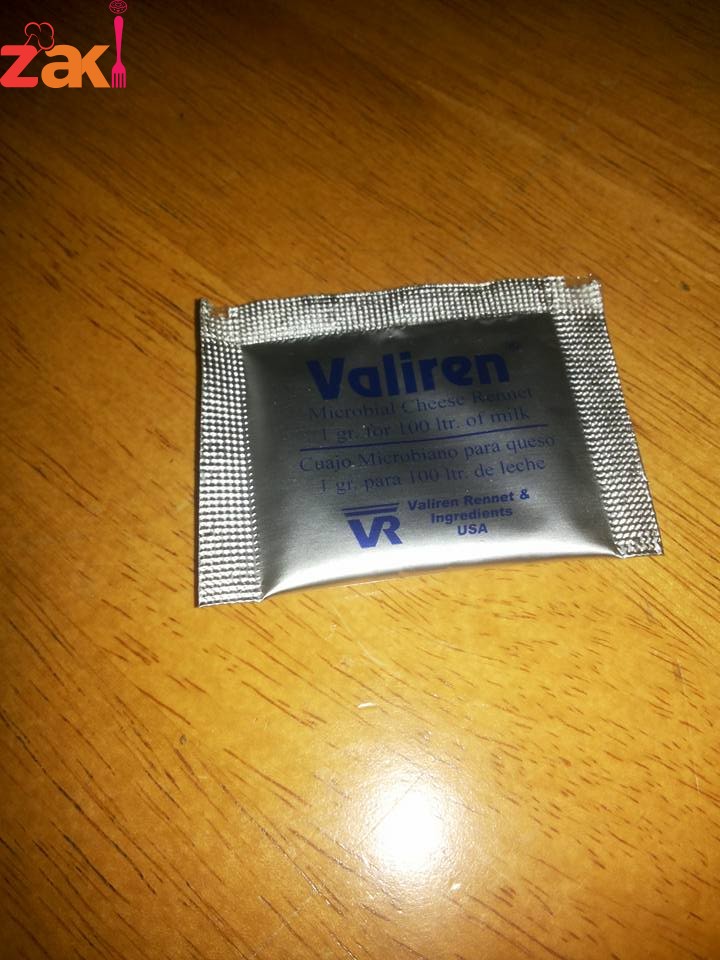 zaki
Valiren
Microbial Cheese Rennet
1 gr. for 100 ltr. of milk
Cuajo Microbiano para queso
1 gr. para 100 ltr. de leche
VR
Valiren Rennet &
Ingredients
USA